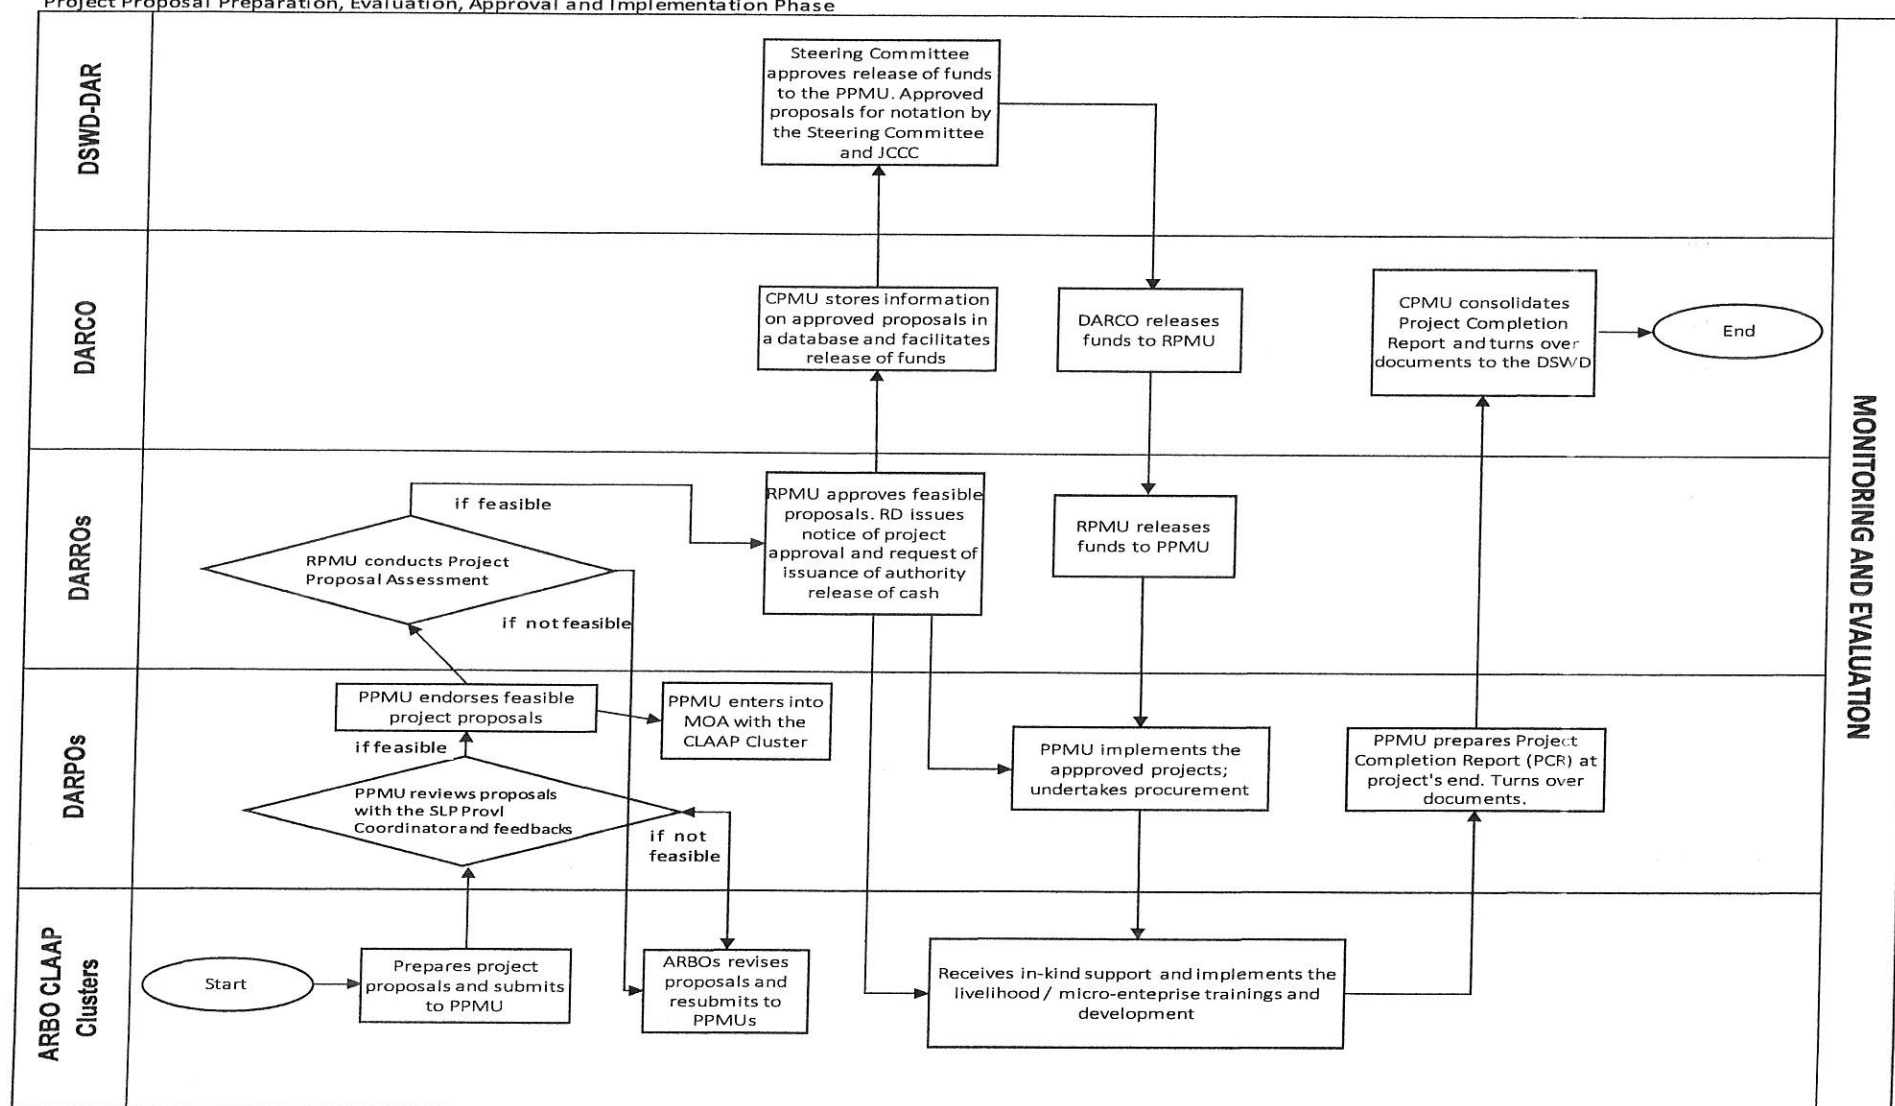 Project Proposal Preparation, Evaluation, Approval and Implementation Phase
DSWD-DAR
Steering Committee
approves release of funds
to the PPMU. Approved
proposals for notation by
the Steering Committee
and JCCC
DARCO
CPMU stores information
on approved proposals in
a database and facilitates
release of funds
DARCO releases
funds to RPMU
CPMU consolidates
Project Completion
Report and turns over
documents to the DSWD
End
DARROs
if feasible
RPMU conducts Project
Proposal Assessment
if not feasible
RPMU approves feasible
proposals. RD issues
notice of project
approval and request of
issuance of authority
release of cash
RPMU releases
funds to PPMU
DARPOs
PPMU endorses feasible
project proposals
PPMU enters into
MOA with the
CLAAP Cluster
if feasible
PPMU reviews proposals
with the SLP Provl
Coordinator and feedbacks
if not
feasible
PPMU implements the
appproved projects;
undertakes procurement
PPMU prepares Project
Completion Report (PCR) at
project's end. Turns over
documents.
ARBO CLAAP
Clusters
Start
Prepares project
proposals and submits
to PPMU
ARBOs revises
proposals and
resubmits to
PPMUs
Receives in-kind support and implements the
livelihood / micro-enteprise trainings and
development
MONITORING AND EVALUATION